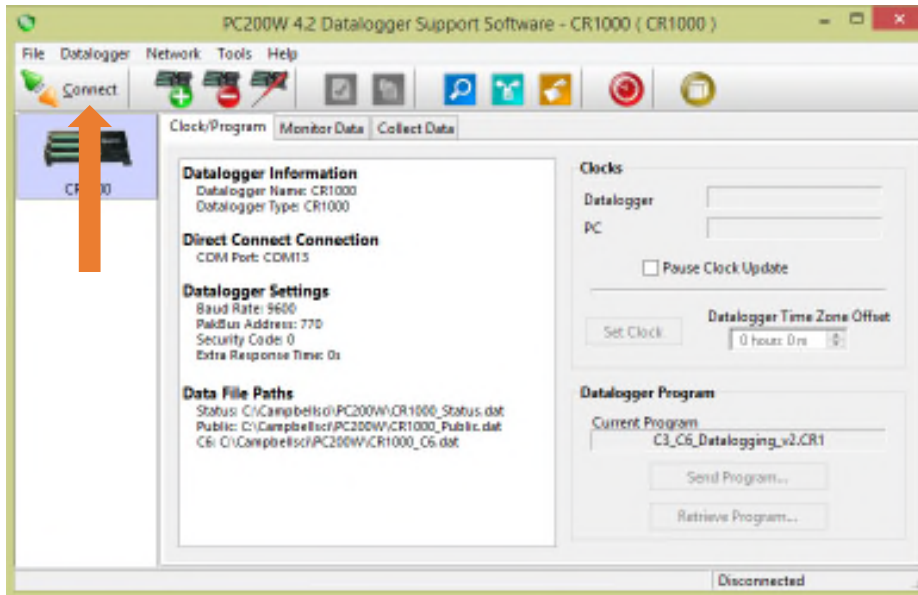 PC200W 4.2 Datalogger Support Software - CR1000 ( CR1000 )
File Datalogger Network Tools Help
Connect
Clock/Program Monitor Data Collect Data
Datalogger Information
Datalogger Name: CR1000
Datalogger Type: CR1000
Direct Connect Connection
COM Port: COM15
Datalogger Settings
Baud Rate: 9600
PakBus Address: 770
Security Code: 0
Extra Response Time: 0s
Data File Paths
Status: C:\Campbellsci\PC200W\CR1000_Status.dat
Public: C:\Campbellsci\PC200W\CR1000_Public.dat
C6: C:\Campbellsci\PC200W\CR1000_C6.dat
Clocks
Datalogger
PC
Pause Clock Update
Datalogger Time Zone Offset
Set Clock
0 hours 0 m
Datalogger Program
Current Program
C3_C6_Datalogging_v2.CR1
Send Program...
Retrieve Program...
Disconnected